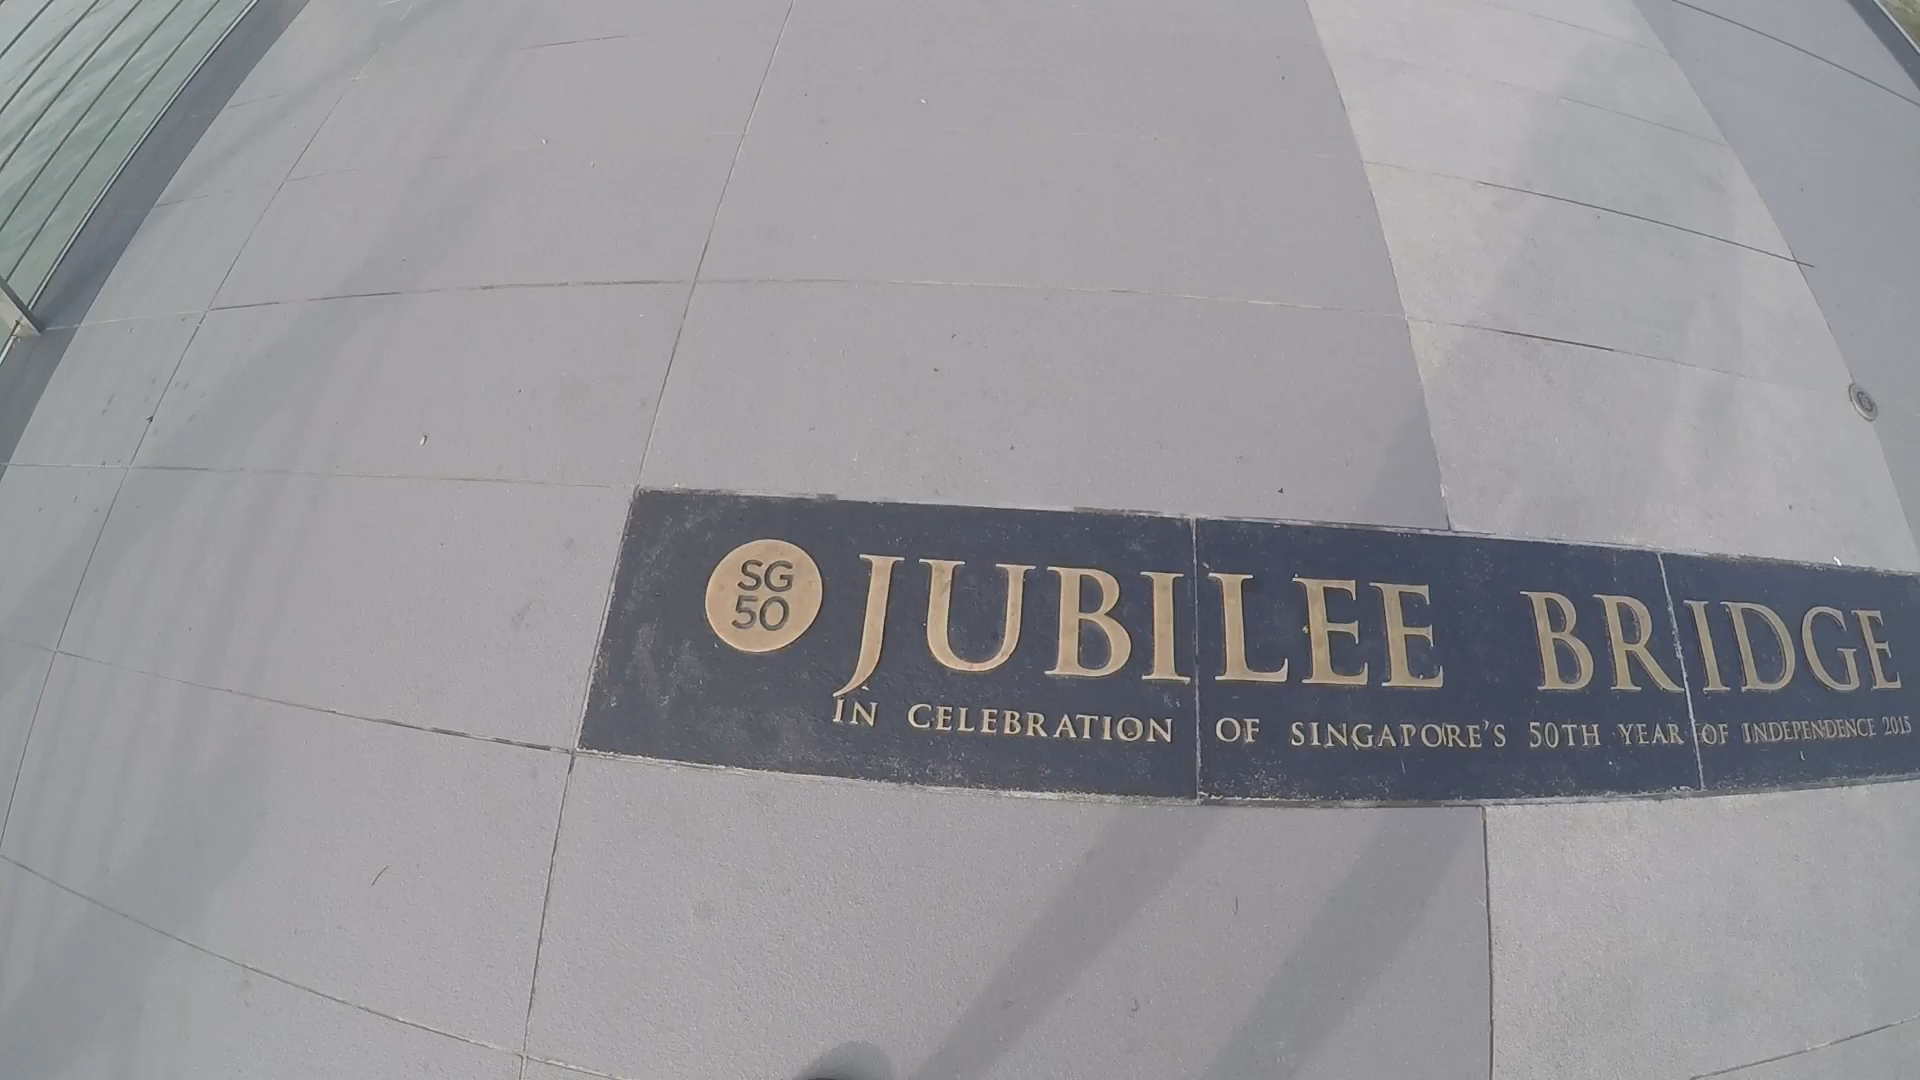 SG
50
JUBILEE BRIDGE
IN CELEBRATION OF SINGAPORE'S 50TH YEAR OF INDEPENDENCE 2015